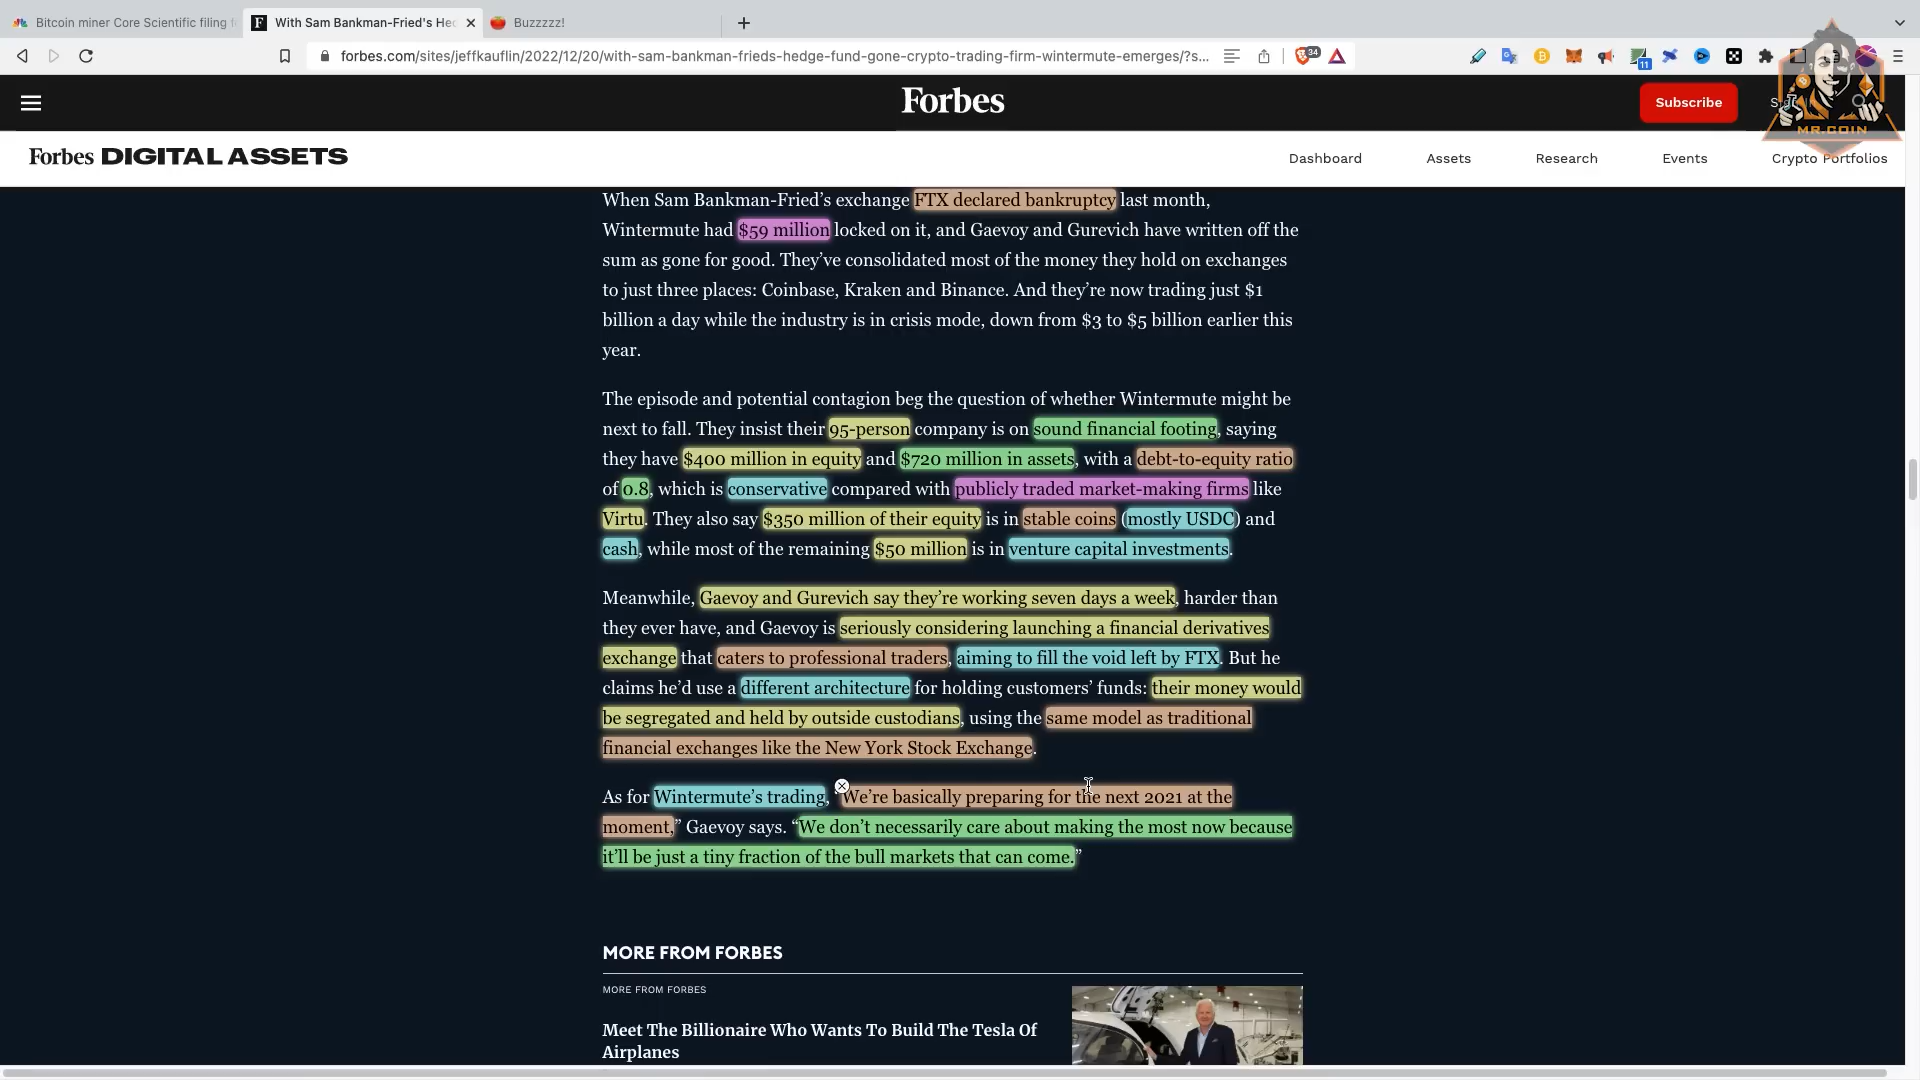 Bitcoin miner Core Scientific filing f
With Sam Bankman-Fried's Hed
Buzzzzz!
forbes.com/sites/jeffkauflin/2022/12/20/with-sam-bankman-frieds-hedge-fund-gone-crypto-trading-firm-wintermute-emerges/?s...
34
11
Forbes
Subscribe
MR.COIN
Forbes DIGITAL ASSETS
Dashboard
Assets
Research
Events
Crypto Portfolios
When Sam Bankman-Fried’s exchange FTX declared bankruptcy last month,
Wintermute had $59 million locked on it, and Gaevoy and Gurevich have written off the
sum as gone for good. They’ve consolidated most of the money they hold on exchanges
to just three places: Coinbase, Kraken and Binance. And they’re now trading just $1
billion a day while the industry is in crisis mode, down from $3 to $5 billion earlier this
year.
The episode and potential contagion beg the question of whether Wintermute might be
next to fall. They insist their 95-person company is on sound financial footing, saying
they have $400 million in equity and $720 million in assets, with a debt-to-equity ratio
of 0.8, which is conservative compared with publicly traded market-making firms like
Virtu. They also say $350 million of their equity is in stable coins (mostly USDC) and
cash, while most of the remaining $50 million is in venture capital investments.
Meanwhile, Gaevoy and Gurevich say they’re working seven days a week, harder than
they ever have, and Gaevoy is seriously considering launching a financial derivatives
exchange that caters to professional traders, aiming to fill the void left by FTX. But he
claims he’d use a different architecture for holding customers’ funds: their money would
be segregated and held by outside custodians, using the same model as traditional
financial exchanges like the New York Stock Exchange.
As for Wintermute’s trading, “We’re basically preparing for the next 2021 at the
moment,” Gaevoy says. “We don’t necessarily care about making the most now because
it’ll be just a tiny fraction of the bull markets that can come.”
MORE FROM FORBES
MORE FROM FORBES
Meet The Billionaire Who Wants To Build The Tesla Of
Airplanes